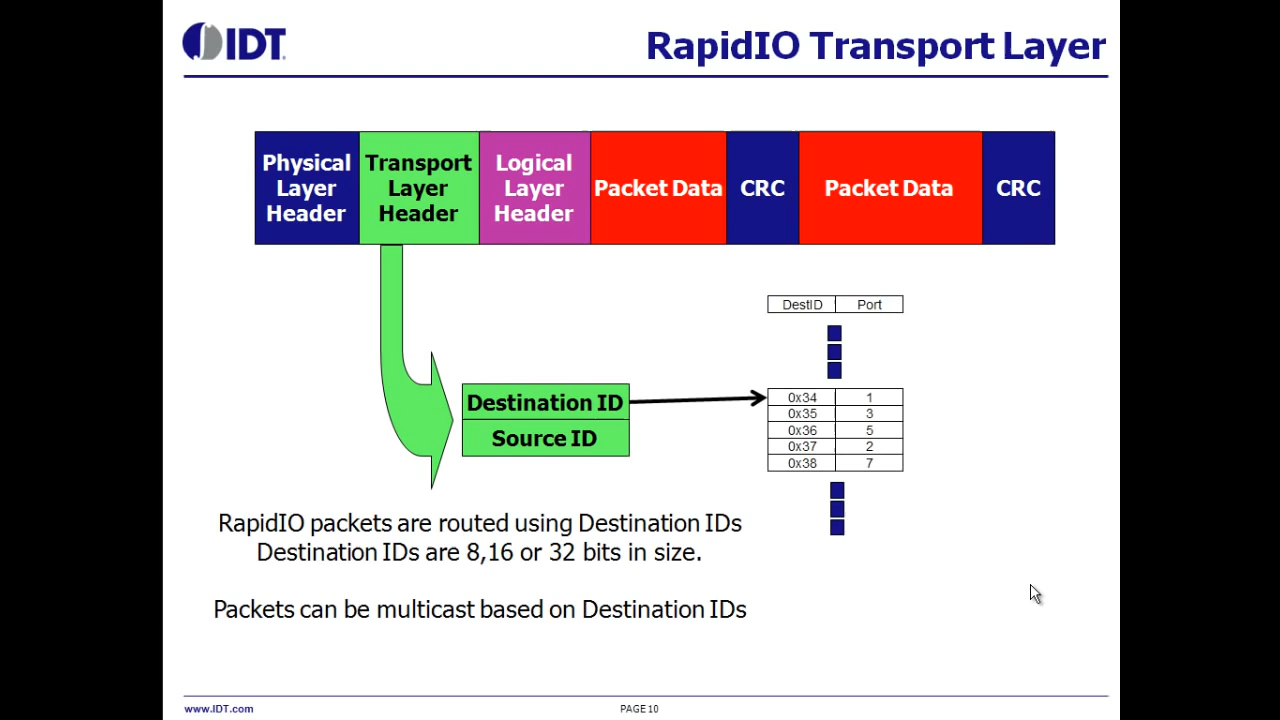 IDT
RapidIO Transport Layer
Physical
Layer
Header
Transport
Layer
Header
Logical
Layer
Header
Packet Data
CRC
Packet Data
CRC
DestID Port
0x34 1
0x35 3
0x36 5
0x37 2
0x38 7
Destination ID
Source ID
RapidIO packets are routed using Destination IDs
Destination IDs are 8,16 or 32 bits in size.
Packets can be multicast based on Destination IDs
www.IDT.com
PAGE 10